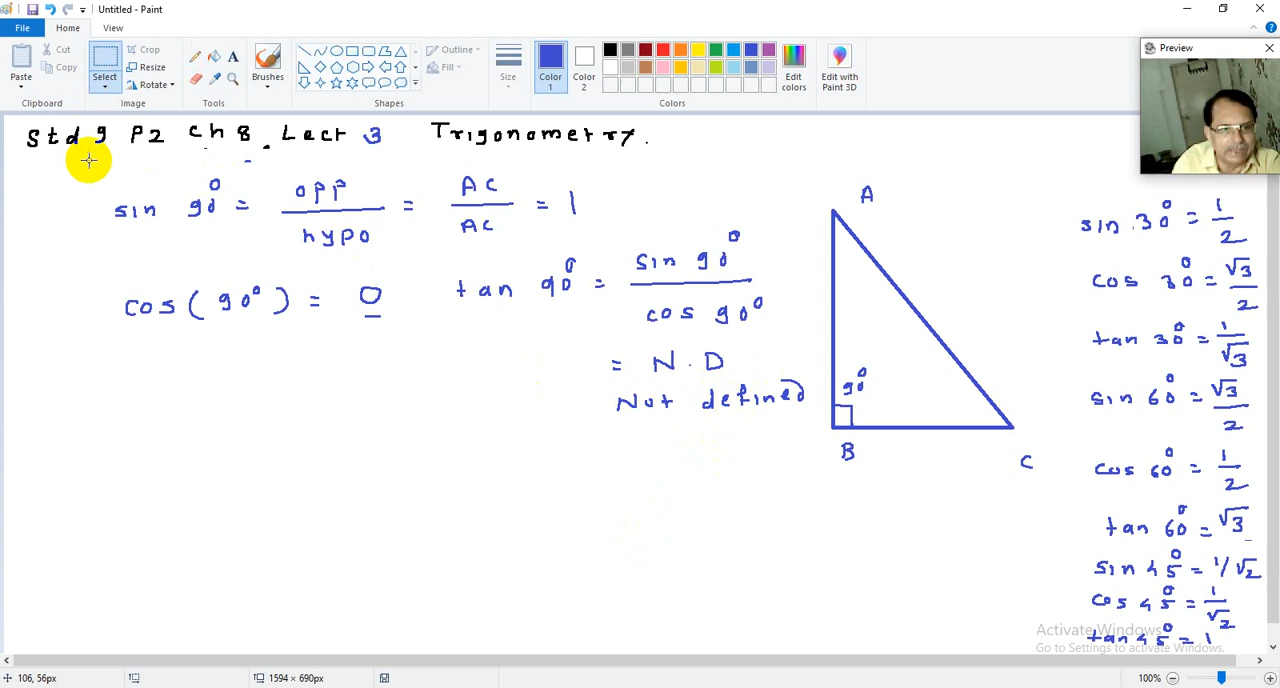 Untitled - Paint
File Home View
Paste
Cut
Copy
Clipboard
Select
Crop
Resize
Rotate
Image
Tools
Brushes
Shapes
Outline
Fill
Size
Color 1
Color 2
Edit colors
Colors
Edit with Paint 3D
Preview
Std 9 P2 ch 8. Lect 3 Trigonometry.
sin 90° = opp/hypo = AC/AC = 1
cos (90°) = 0
tan 90° = sin 90°/cos 90°
= N.D
Not defined
A
90°
B
C
sin 30° = 1/2
cos 30° = √3/2
tan 30° = 1/√3
sin 60° = √3/2
cos 60° = 1/2
tan 60° = √3
sin 45° = 1/√2
cos 45° = 1/√2
tan 45° = 1
Activate Windows
Go to Settings to activate Windows.
106, 56px
1594 × 690px
100%